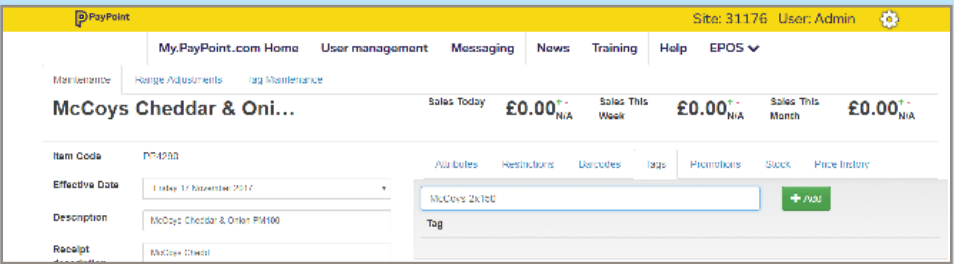 PayPoint
Site: 31176 User: Admin
My.PayPoint.com Home User management Messaging News Training Help EPOS
Maintenance Range Adjustments Tag Maintenance
McCoys Cheddar & Oni... Sales Today £0.00 + - N/A Sales This Week £0.00 + - N/A Sales This Month £0.00 + - N/A
Item Code PP4290
Attributes Restrictions Barcodes Tags Promotions Stock Price History
Effective Date Friday 17 November 2017
McCoys 2x150 + Add
Description McCoys Cheddar & Onion PM100
Tag
Receipt description McCoys Chedd